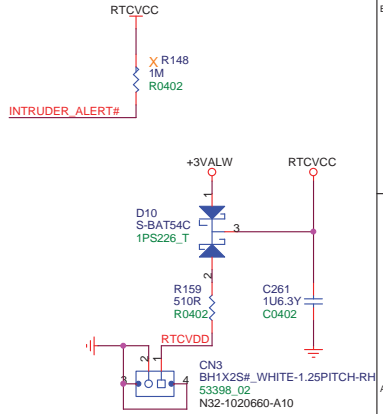 RTCVCC
X R148
1M
R0402
INTRUDER_ALERT#
+3VALW
RTCVCC
1
D10
S-BAT54C
1PS226_T
3
2
R159
510R
R0402
C261
1U6.3Y
C0402
RTCVDD
2
1
3
4
CN3
BH1X2S#_WHITE-1.25PITCH-RH
53398_02
N32-1020660-A10
A